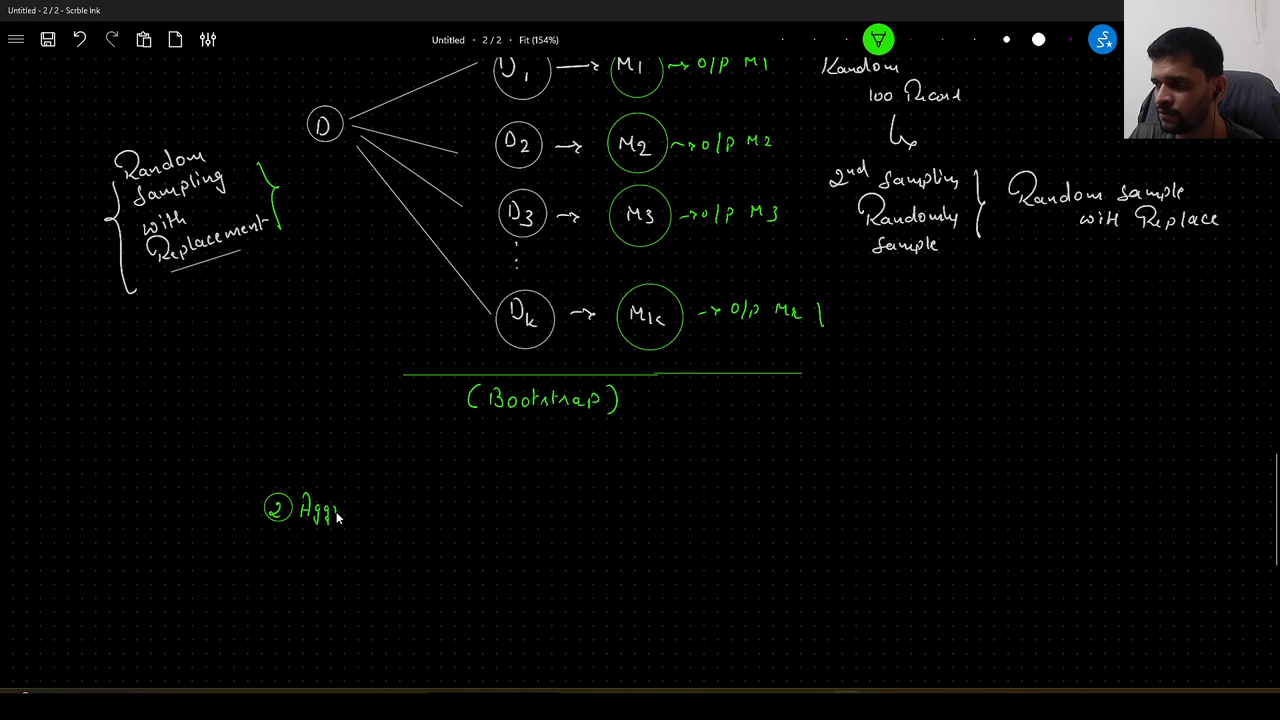 Untitled - 2 / 2 - Scrble Ink
Untitled • 2 / 2 • Fit (154%)
D1 → M1 → O/P M1
D
D2 → M2 → O/P M2
D3 → M3 → O/P M3
Dk → Mk → O/P Mk
Random
Sampling
with
Replacement
Random
100 Record
2nd Sampling
Randomly
Sample
Random sample
with Replace
(Bootstrap)
2 Agg